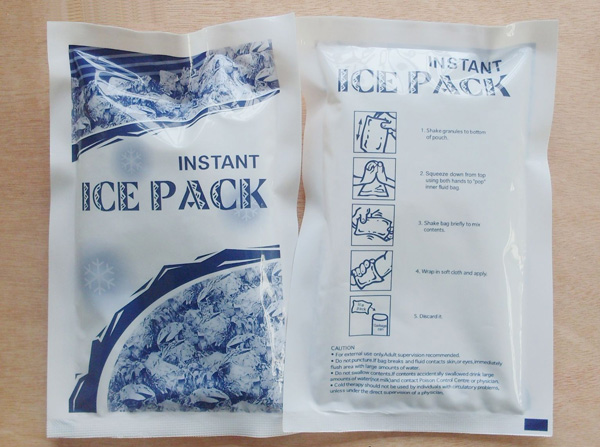 INSTANT
ICE PACK
INSTANT
ICE PACK
1. Shake granules to bottom
of pouch.
2. Squeeze down from top
using both hands to "pop"
inner fluid bag.
3. Shake bag briefly to mix
contents.
4. Wrap in soft cloth and apply.
5. Discard it.
CAUTION
• For external use only. Adult supervision recommended.
• Do not puncture. If bag breaks and fluid contacts skin or eyes, immediately
flush area with large amounts of water.
• Do not swallow contents. If contents accidentally swallowed drink large
amounts of water (not milk) and contact Poison Control Centre or physician.
• Cold therapy should not be used by individuals with circulatory problems,
unless under the direct supervision of a physician.